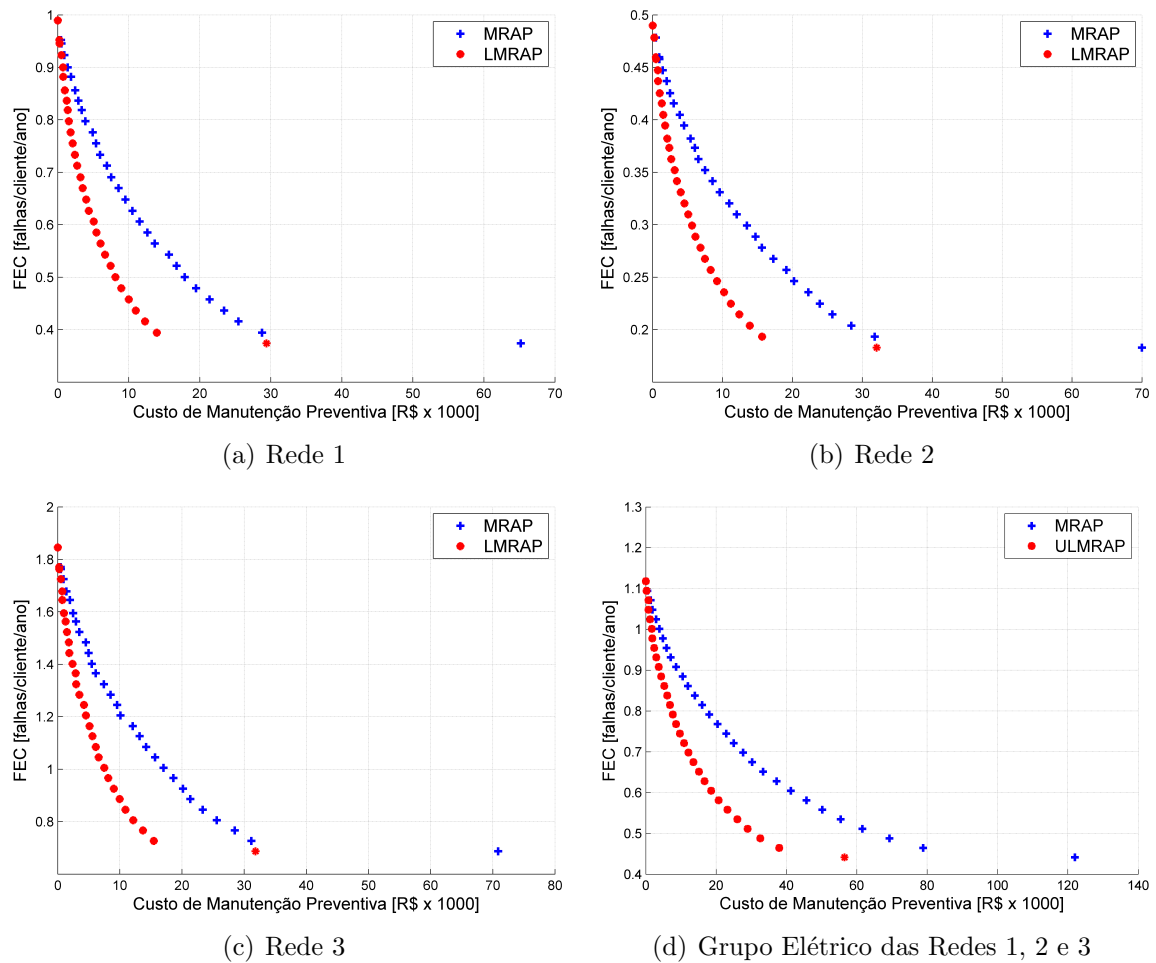 1
0.9
0.8
0.7
0.6
0.5
0.4
0 10 20 30 40 50 60 70
FEC [falhas/cliente/ano]
Custo de Manutenção Preventiva [R$ x 1000]
MRAP
LMRAP
(a) Rede 1
0.5
0.45
0.4
0.35
0.3
0.25
0.2
0 10 20 30 40 50 60 70
FEC [falhas/cliente/ano]
Custo de Manutenção Preventiva [R$ x 1000]
MRAP
LMRAP
(b) Rede 2
2
1.8
1.6
1.4
1.2
1
0.8
0 10 20 30 40 50 60 70 80
FEC [falhas/cliente/ano]
Custo de Manutenção Preventiva [R$ x 1000]
MRAP
LMRAP
(c) Rede 3
1.3
1.2
1.1
1
0.9
0.8
0.7
0.6
0.5
0.4
0 20 40 60 80 100 120 140
FEC [falhas/cliente/ano]
Custo de Manutenção Preventiva [R$ x 1000]
MRAP
ULMRAP
(d) Grupo Elétrico das Redes 1, 2 e 3